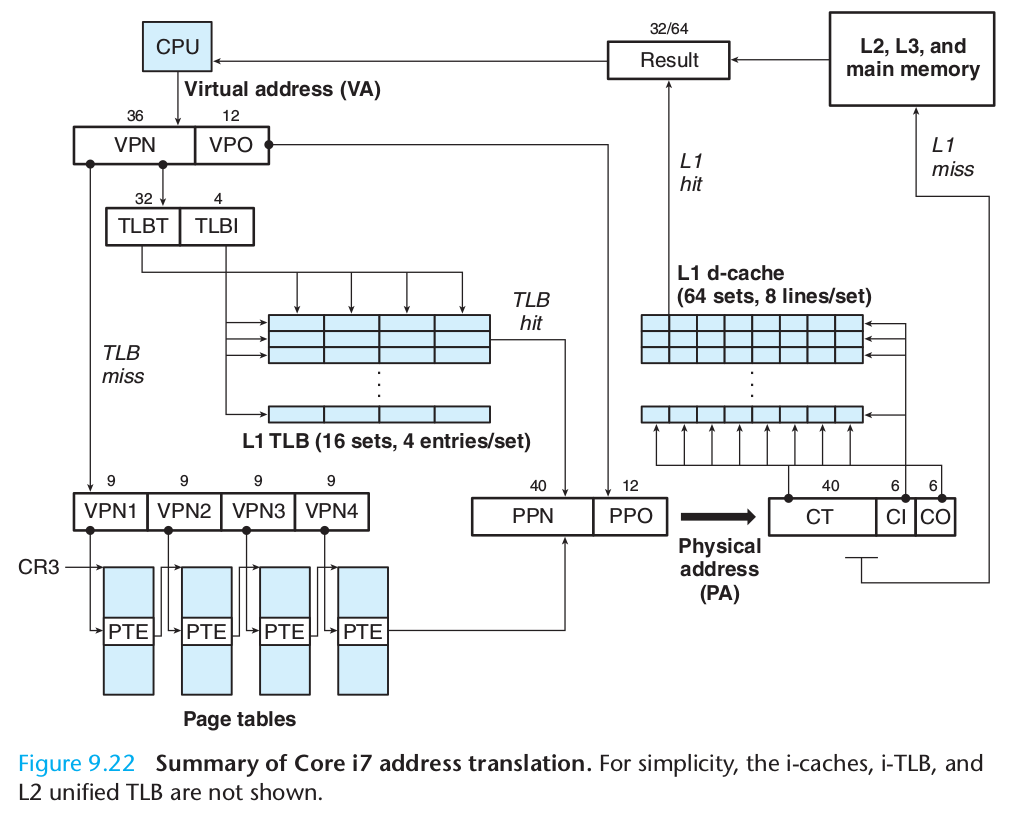 CPU
32/64
Result
L2, L3, and
main memory
Virtual address (VA)
36
12
VPN
VPO
L1
hit
L1
miss
32
4
TLBT
TLBI
TLB
hit
L1 d-cache
(64 sets, 8 lines/set)
TLB
miss
.
.
.
.
.
.
L1 TLB (16 sets, 4 entries/set)
9
9
9
9
VPN1
VPN2
VPN3
VPN4
40
12
PPN
PPO
40
6
6
CT
CI
CO
Physical
address
(PA)
CR3
PTE
PTE
PTE
PTE
Page tables
Figure 9.22 Summary of Core i7 address translation. For simplicity, the i-caches, i-TLB, and
L2 unified TLB are not shown.